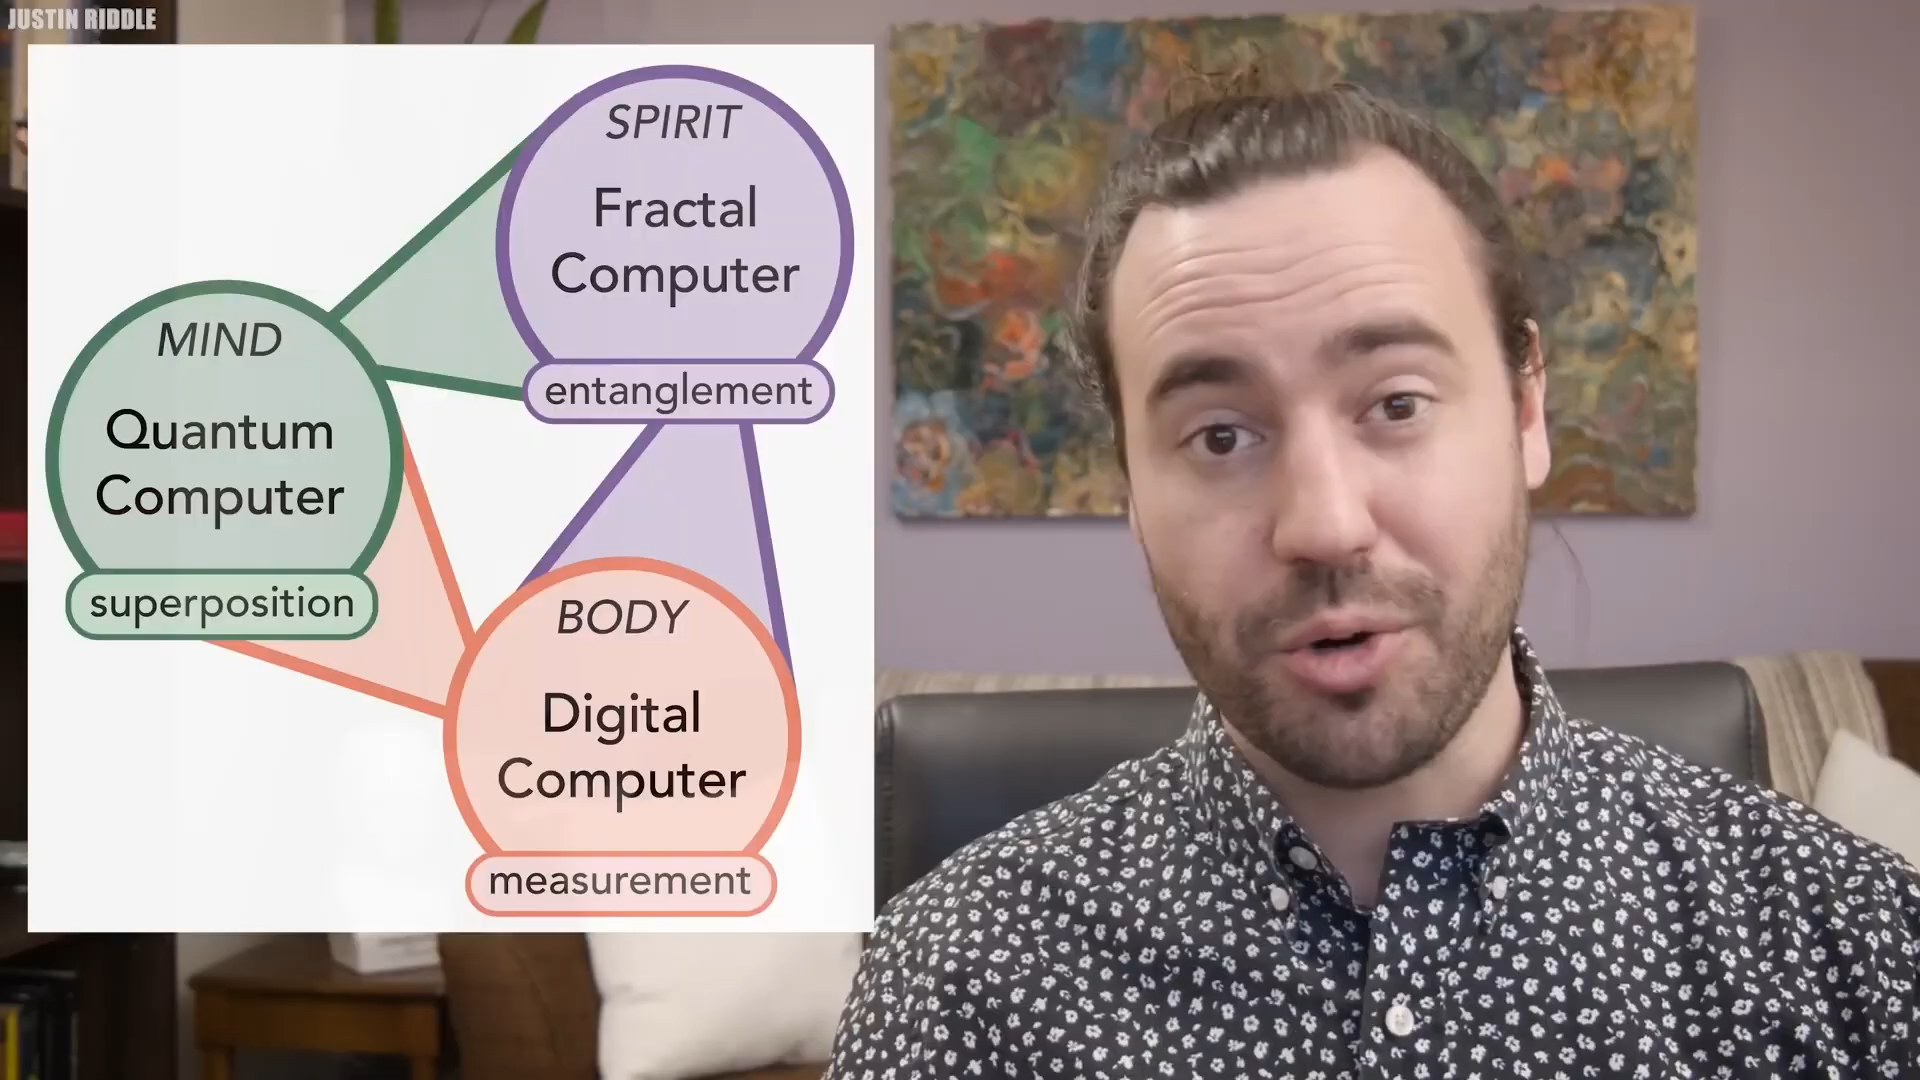 JUSTIN RIDDLE
SPIRIT
Fractal
Computer
entanglement
MIND
Quantum
Computer
superposition
BODY
Digital
Computer
measurement